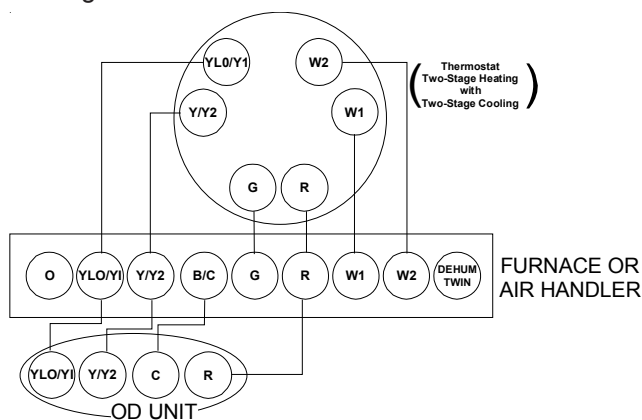 YL0/Y1
W2
Y/Y2
W1
G
R
(Thermostat
Two-Stage Heating
with
Two-Stage Cooling)
O
YLO/YI
Y/Y2
B/C
G
R
W1
W2
DEHUM
TWIN
FURNACE OR
AIR HANDLER
YLO/YI
Y/Y2
C
R
OD UNIT